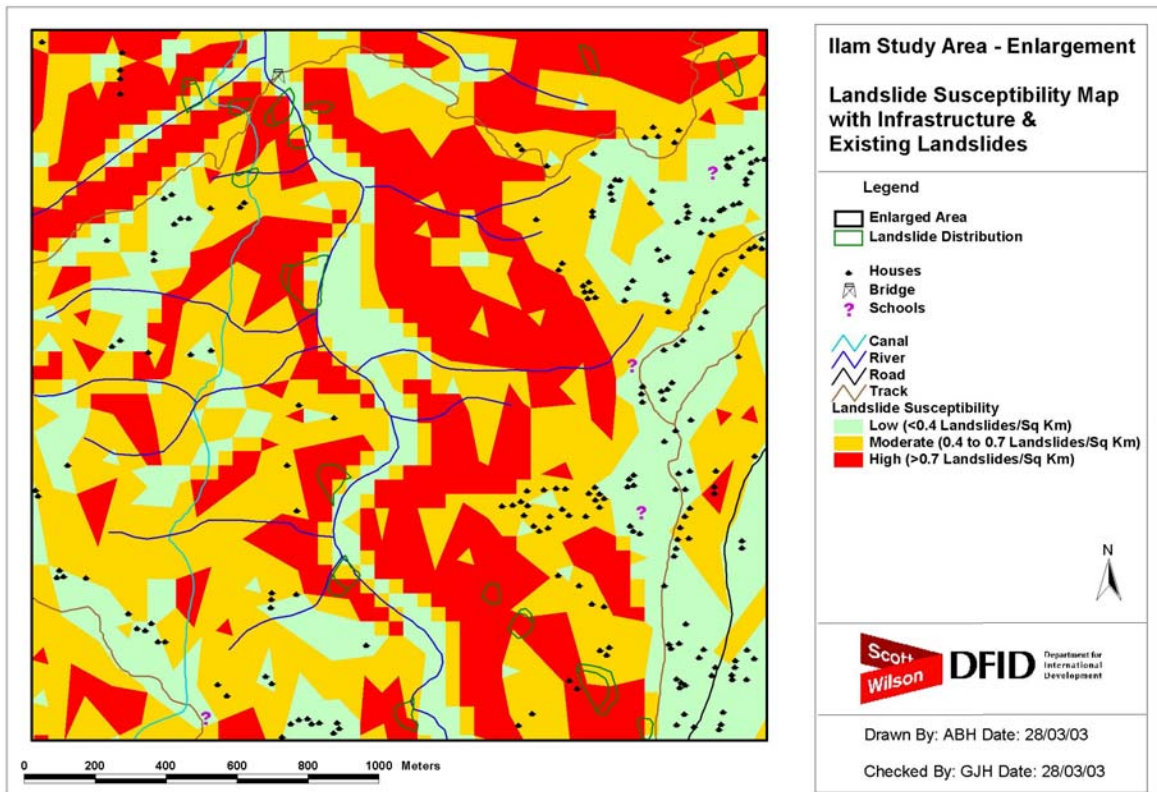 Ilam Study Area - Enlargement
Landslide Susceptibility Map
with Infrastructure &
Existing Landslides
Legend
Enlarged Area
Landslide Distribution
Houses
Bridge
? Schools
Canal
River
Road
Track
Landslide Susceptibility
Low (<0.4 Landslides/Sq Km)
Moderate (0.4 to 0.7 Landslides/Sq Km)
High (>0.7 Landslides/Sq Km)
N
Scott
Wilson
DFID
Department for
International
Development
Drawn By: ABH Date: 28/03/03
Checked By: GJH Date: 28/03/03
?
?
?
?
0 200 400 600 800 1000 Meters